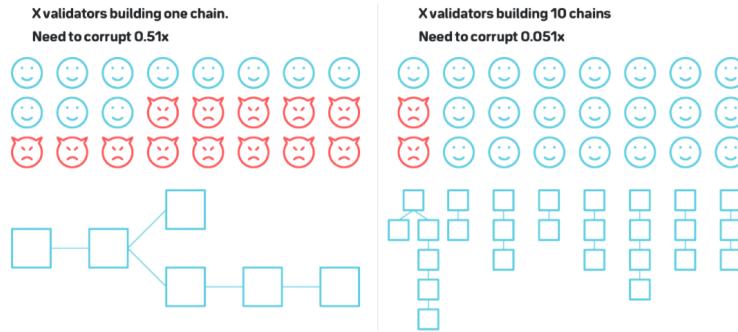 X validators building one chain.
Need to corrupt 0.51x
X validators building 10 chains
Need to corrupt 0.051x